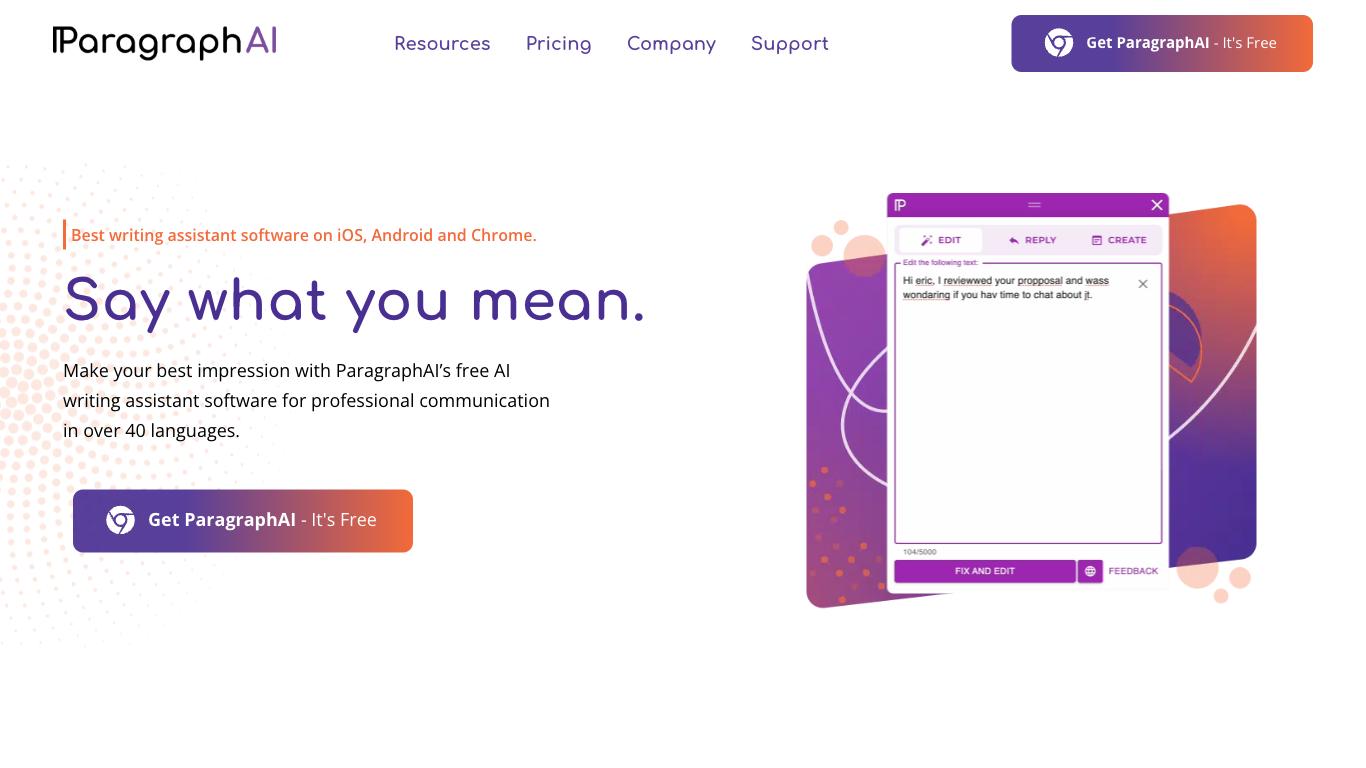 ParagraphAI
Resources Pricing Company Support
Get ParagraphAI - It's Free
Best writing assistant software on iOS, Android and Chrome.
Say what you mean.
Make your best impression with ParagraphAI’s free AI
writing assistant software for professional communication
in over 40 languages.
Get ParagraphAI - It's Free
P
EDIT REPLY CREATE
Edit the following text:
Hi eric, I reviewwed your propposal and wass
wondaring if you hav time to chat about jt.
104/5000
FIX AND EDIT FEEDBACK